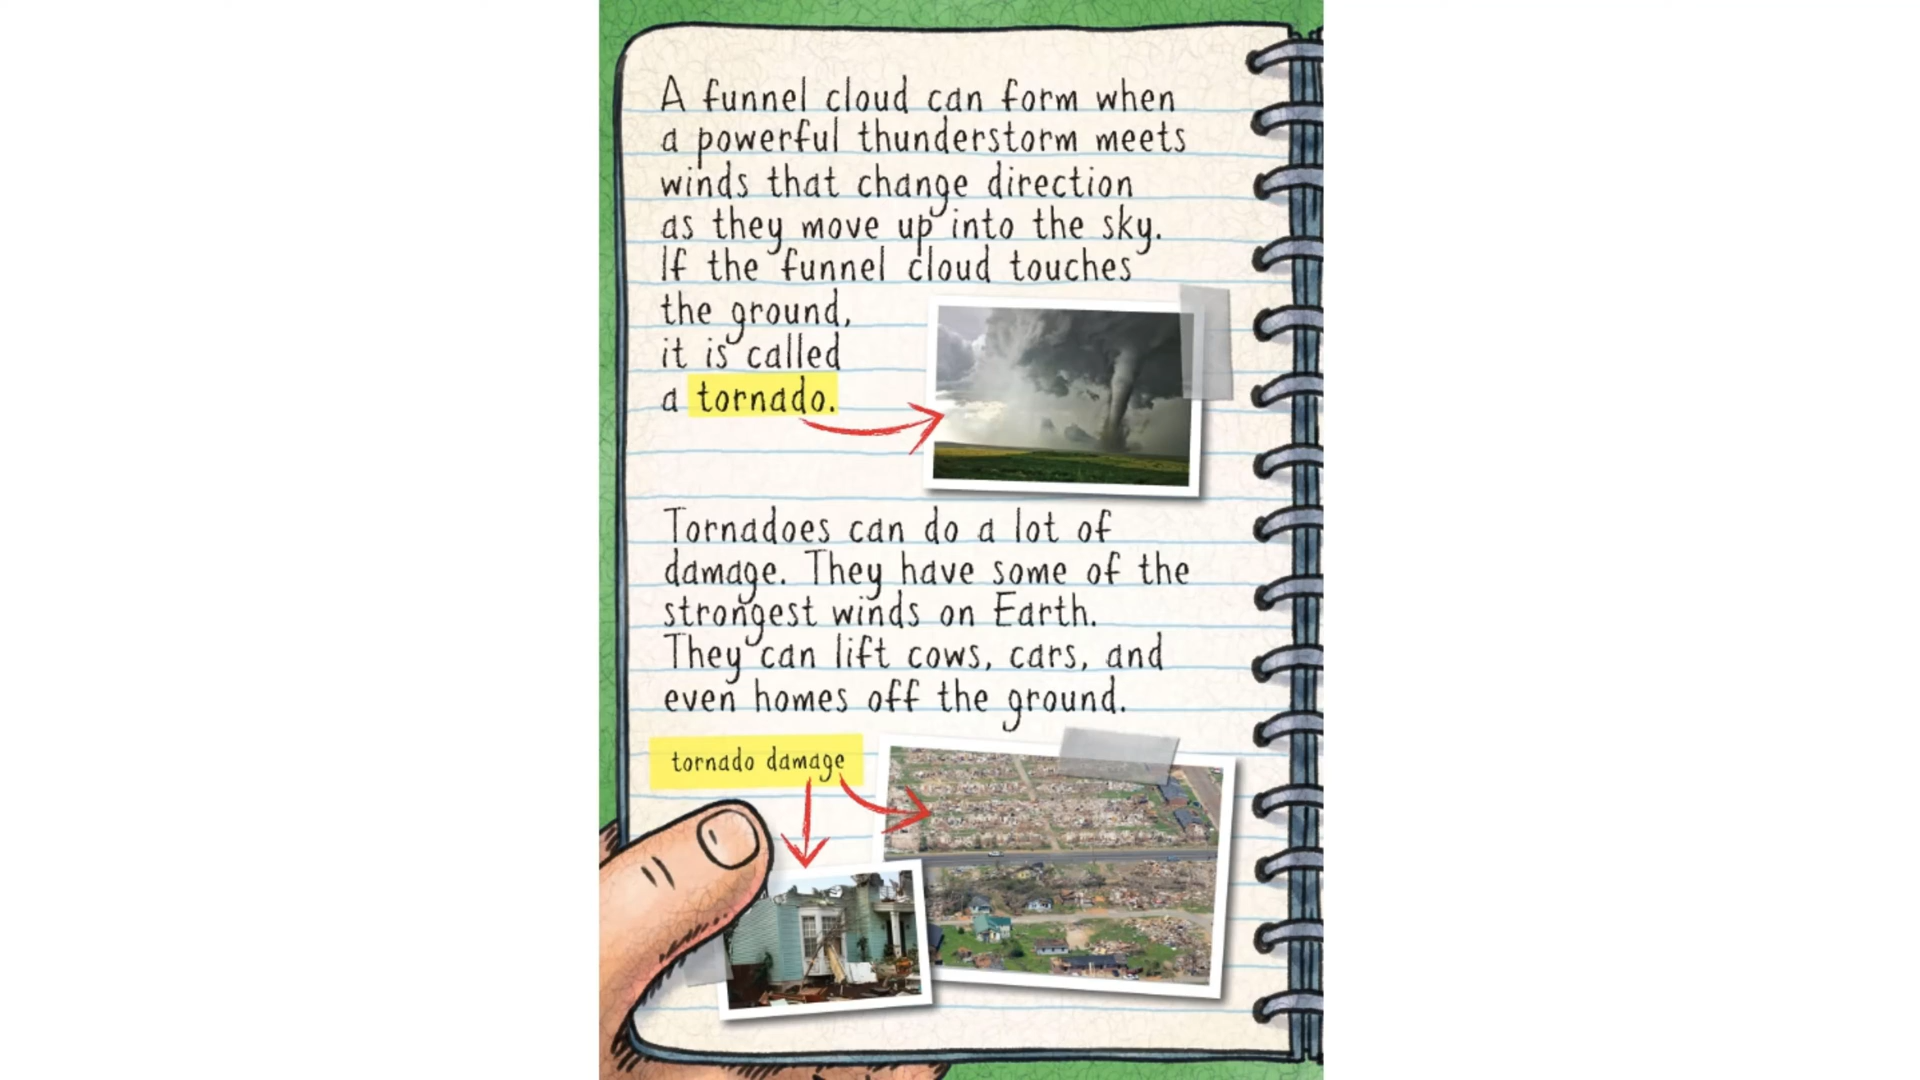 A funnel cloud can form when
a powerful thunderstorm meets
winds that change direction
as they move up into the sky.
If the funnel cloud touches
the ground,
it is called
a tornado.
Tornadoes can do a lot of
damage. They have some of the
strongest winds on Earth.
They can lift cows, cars, and
even homes off the ground.
tornado damage